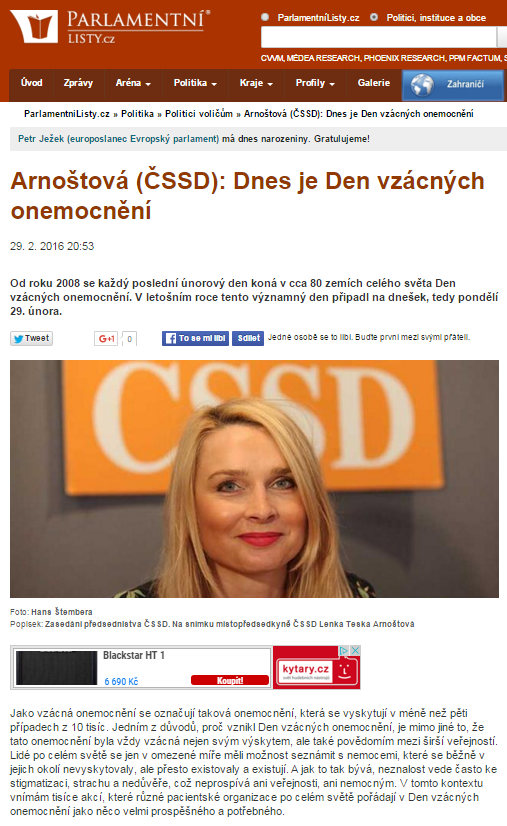 PARLAMENTNÍ
LISTY.cz
ParlamentníListy.cz Politici, instituce a obce
CVVM, MÉDEA RESEARCH, PHOENIX RESEARCH, PPM FACTUM, S
Úvod Zprávy Aréna Politika Kraje Profily Galerie Zahraničí
ParlamentniListy.cz » Politika » Politici voličům » Arnoštová (ČSSD): Dnes je Den vzácných onemocnění
Petr Ježek (europoslanec Evropský parlament) má dnes narozeniny. Gratulujeme!
Arnoštová (ČSSD): Dnes je Den vzácných
onemocnění
29. 2. 2016 20:53
Od roku 2008 se každý poslední únorový den koná v cca 80 zemích celého světa Den
vzácných onemocnění. V letošním roce tento významný den připadl na dnešek, tedy pondělí
29. února.
Tweet G+1 0 To se mi líbí Sdílet Jedné osobě se to líbí. Buďte první mezi svými přáteli.
ČSSD
Foto: Hans Štembera
Popisek: Zasedání předsednictva ČSSD. Na snímku místopředsedkyně ČSSD Lenka Teska Arnoštová
Blackstar HT 1
6 690 Kč Koupit!
kytary.cz
svět hudebních nástrojů
Jako vzácná onemocnění se označují taková onemocnění, která se vyskytují v méně než pěti
případech z 10 tisíc. Jedním z důvodů, proč vznikl Den vzácných onemocnění, je mimo jiné to, že
tato onemocnění byla vždy vzácná nejen svým výskytem, ale také povědomím mezi širší veřejností.
Lidé po celém světě se jen v omezené míře měli možnost seznámit s nemocemi, které se běžně v
jejich okolí nevyskytovaly, ale přesto existovaly a existují. A jak to tak bývá, neznalost vede často ke
stigmatizaci, strachu a nedůvěře, což neprospívá ani veřejnosti, ani nemocným. V tomto kontextu
vnímám tisíce akcí, které různé pacientské organizace po celém světě pořádají v Den vzácných
onemocnění jako něco velmi prospěšného a potřebného.